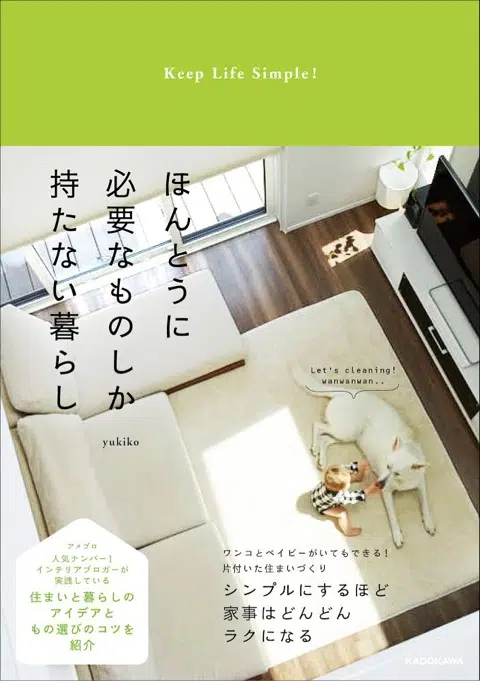 Keep Life Simple!
ほんとうに
必要なものしか
持たない暮らし
yukiko
Let's cleaning!
wanwanwan..
ワンコとベイビーがいてもできる!
片付いた住まいづくり
シンプルにするほど
家事はどんどん
ラクになる
アメブロ
人気ナンバー1
インテリアブロガーが
実践している
住まいと暮らしの
アイデアと
もの選びのコツを
紹介
KADOKAWA